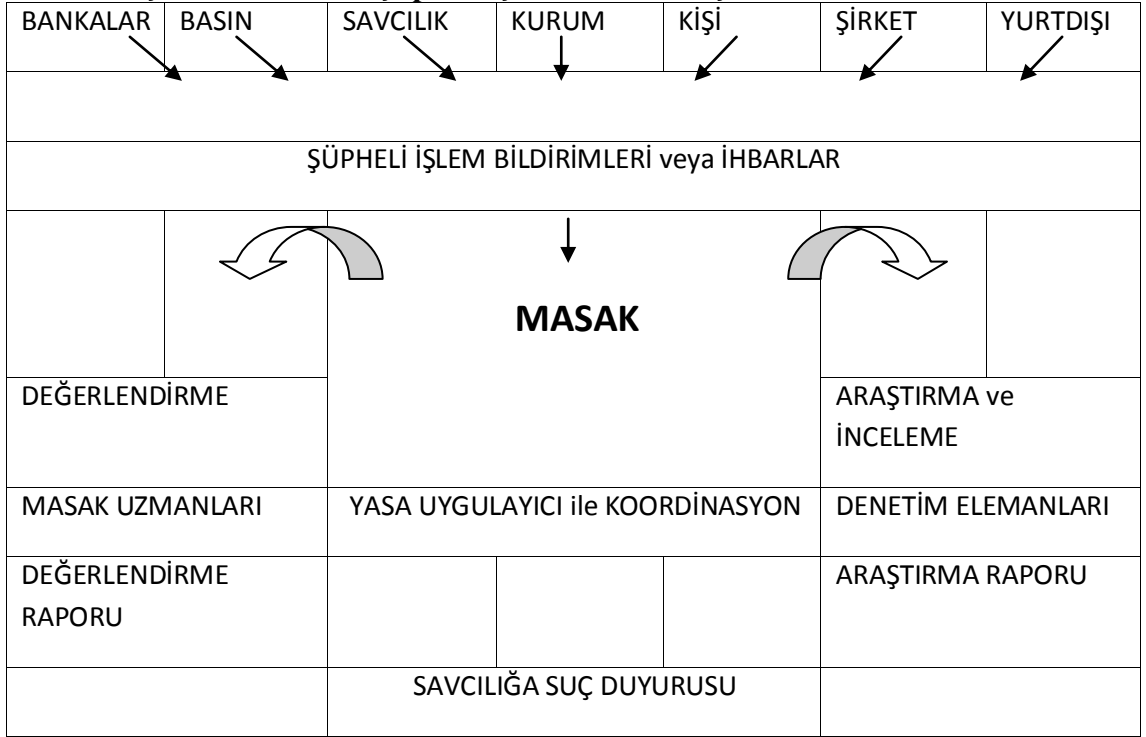 BANKALAR BASIN SAVCILIK KURUM KİŞİ ŞİRKET YURTDIŞI
ŞÜPHELİ İŞLEM BİLDİRİMLERİ veya İHBARLAR
MASAK
DEĞERLENDİRME ARAŞTIRMA ve
İNCELEME
MASAK UZMANLARI YASA UYGULAYICI ile KOORDİNASYON DENETİM ELEMANLARI
DEĞERLENDİRME ARAŞTIRMA RAPORU
RAPORU
SAVCILIĞA SUÇ DUYURUSU